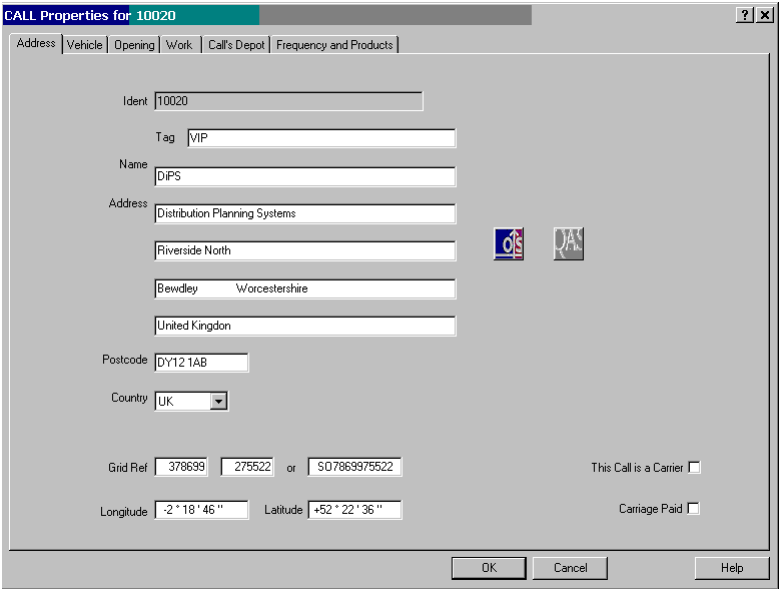 CALL Properties for 10020
? x
Address Vehicle Opening Work Call's Depot Frequency and Products
Ident 10020
Tag VIP
Name
DiPS
Address
Distribution Planning Systems
Riverside North
Bewdley Worcestershire
United Kingdon
Postcode DY12 1AB
Country UK
Grid Ref 378699 275522 or SO7869975522 This Call is a Carrier
Longitude -2 ° 18 ' 46 " Latitude +52 ° 22 ' 36 " Carriage Paid
OK Cancel Help